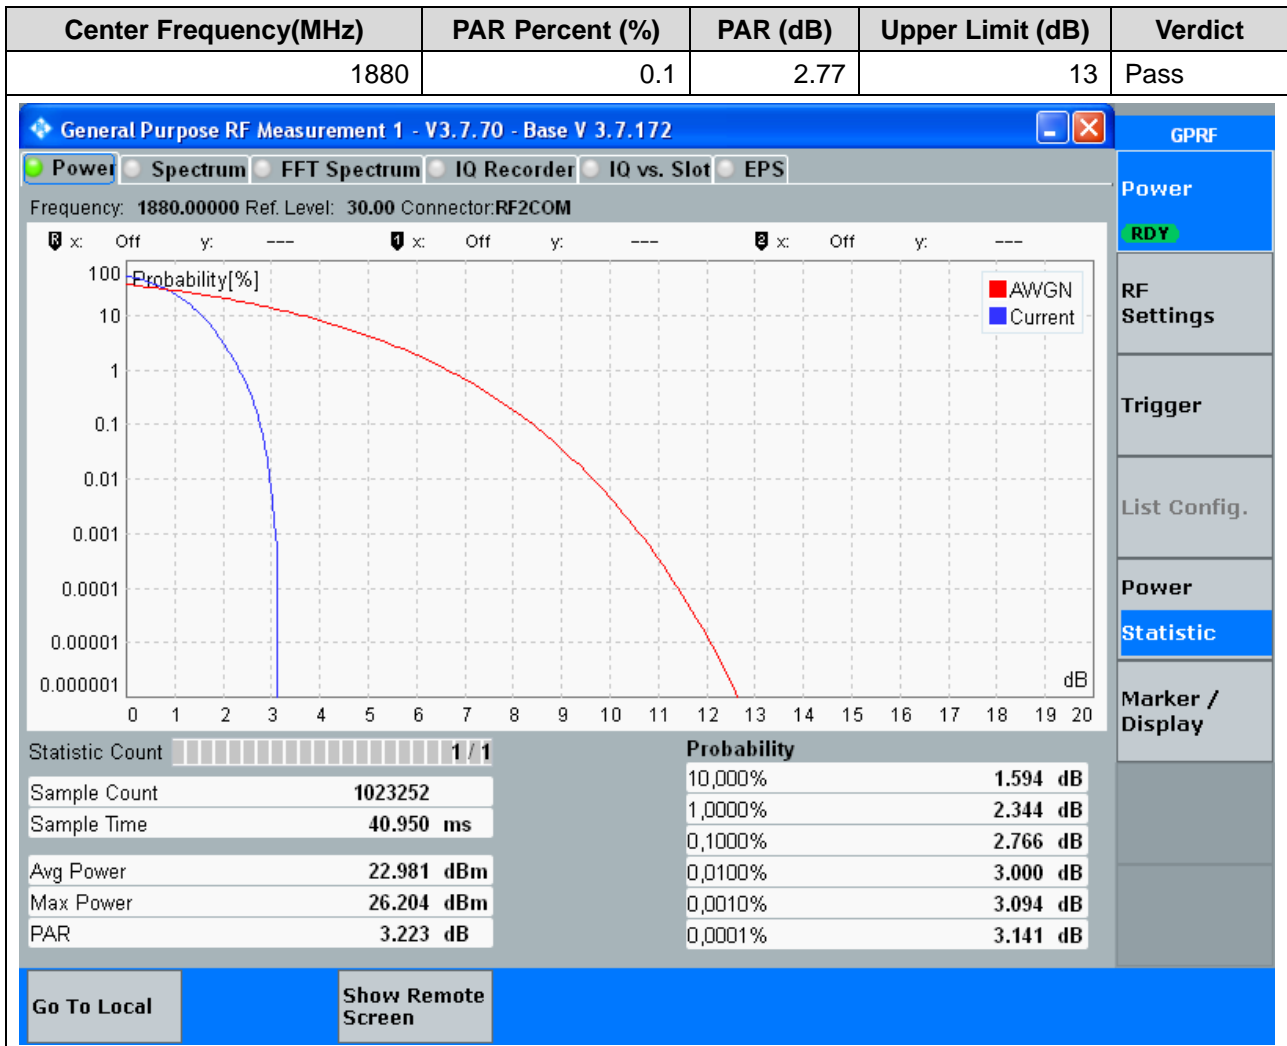 Center Frequency(MHz) PAR Percent (%) PAR (dB) Upper Limit (dB) Verdict
1880 0.1 2.77 13 Pass
General Purpose RF Measurement 1 - V3.7.70 - Base V 3.7.172
GPRF
Power Spectrum FFT Spectrum IQ Recorder IQ vs. Slot EPS
Power
RDY
Frequency: 1880.00000 Ref. Level: 30.00 Connector:RF2COM
R x: Off y: --- 1 x: Off y: --- 2 x: Off y: ---
Probability[%]
AWGN
Current
100
10
1
0.1
0.01
0.001
0.0001
0.00001
0.000001
dB
0 1 2 3 4 5 6 7 8 9 10 11 12 13 14 15 16 17 18 19 20
RF
Settings
Trigger
List Config.
Power
Statistic
Marker /
Display
Statistic Count 1 / 1
Sample Count 1023252
Sample Time 40.950 ms
Avg Power 22.981 dBm
Max Power 26.204 dBm
PAR 3.223 dB
Probability
10,000% 1.594 dB
1,0000% 2.344 dB
0,1000% 2.766 dB
0,0100% 3.000 dB
0,0010% 3.094 dB
0,0001% 3.141 dB
Go To Local
Show Remote
Screen